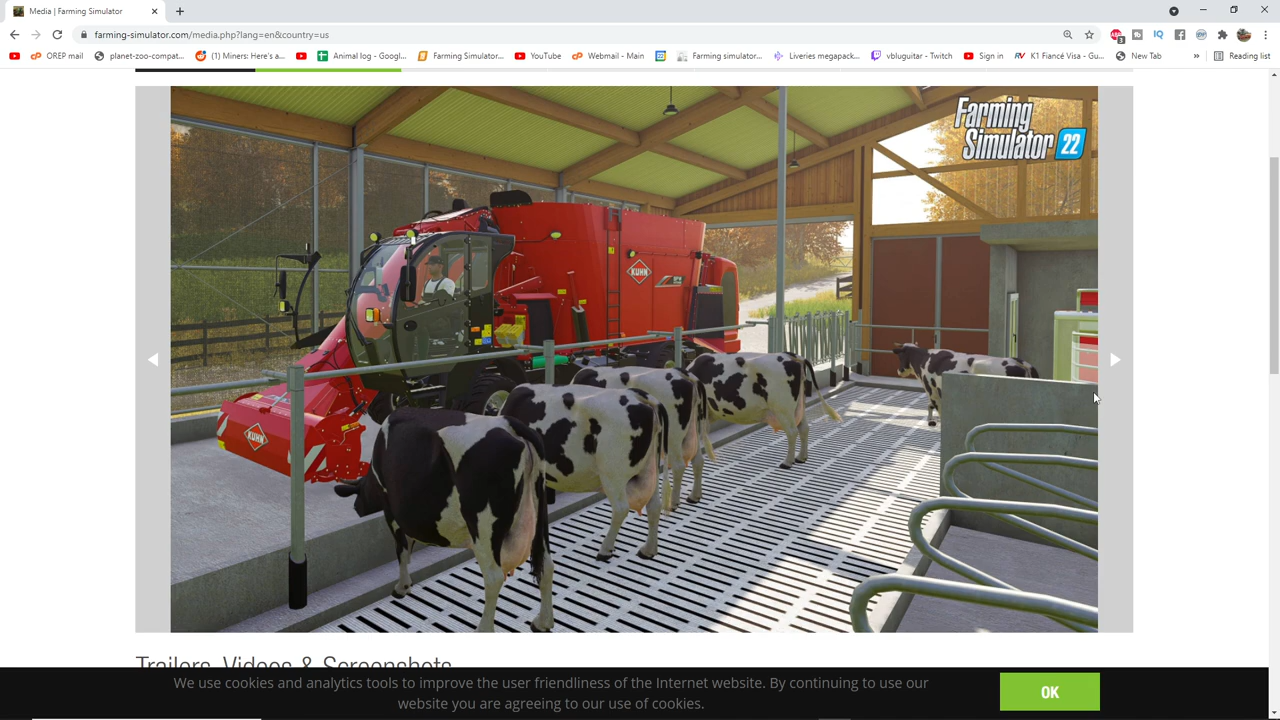 Media | Farming Simulator
farming-simulator.com/media.php?lang=en&country=us
OREP mail
planet-zoo-compat...
(1) Miners: Here's a...
Animal log - Googl...
Farming Simulator...
YouTube
Webmail - Main
Farming simulator...
Liveries megapack...
vbluguitar - Twitch
Sign in
K1 Fiancé Visa - Gu...
New Tab
»
Reading list
Farming
Simulator 22
KUHN
KUHN
Trailers, Videos & Screenshots
We use cookies and analytics tools to improve the user friendliness of the Internet website. By continuing to use our
website you are agreeing to our use of cookies.
OK